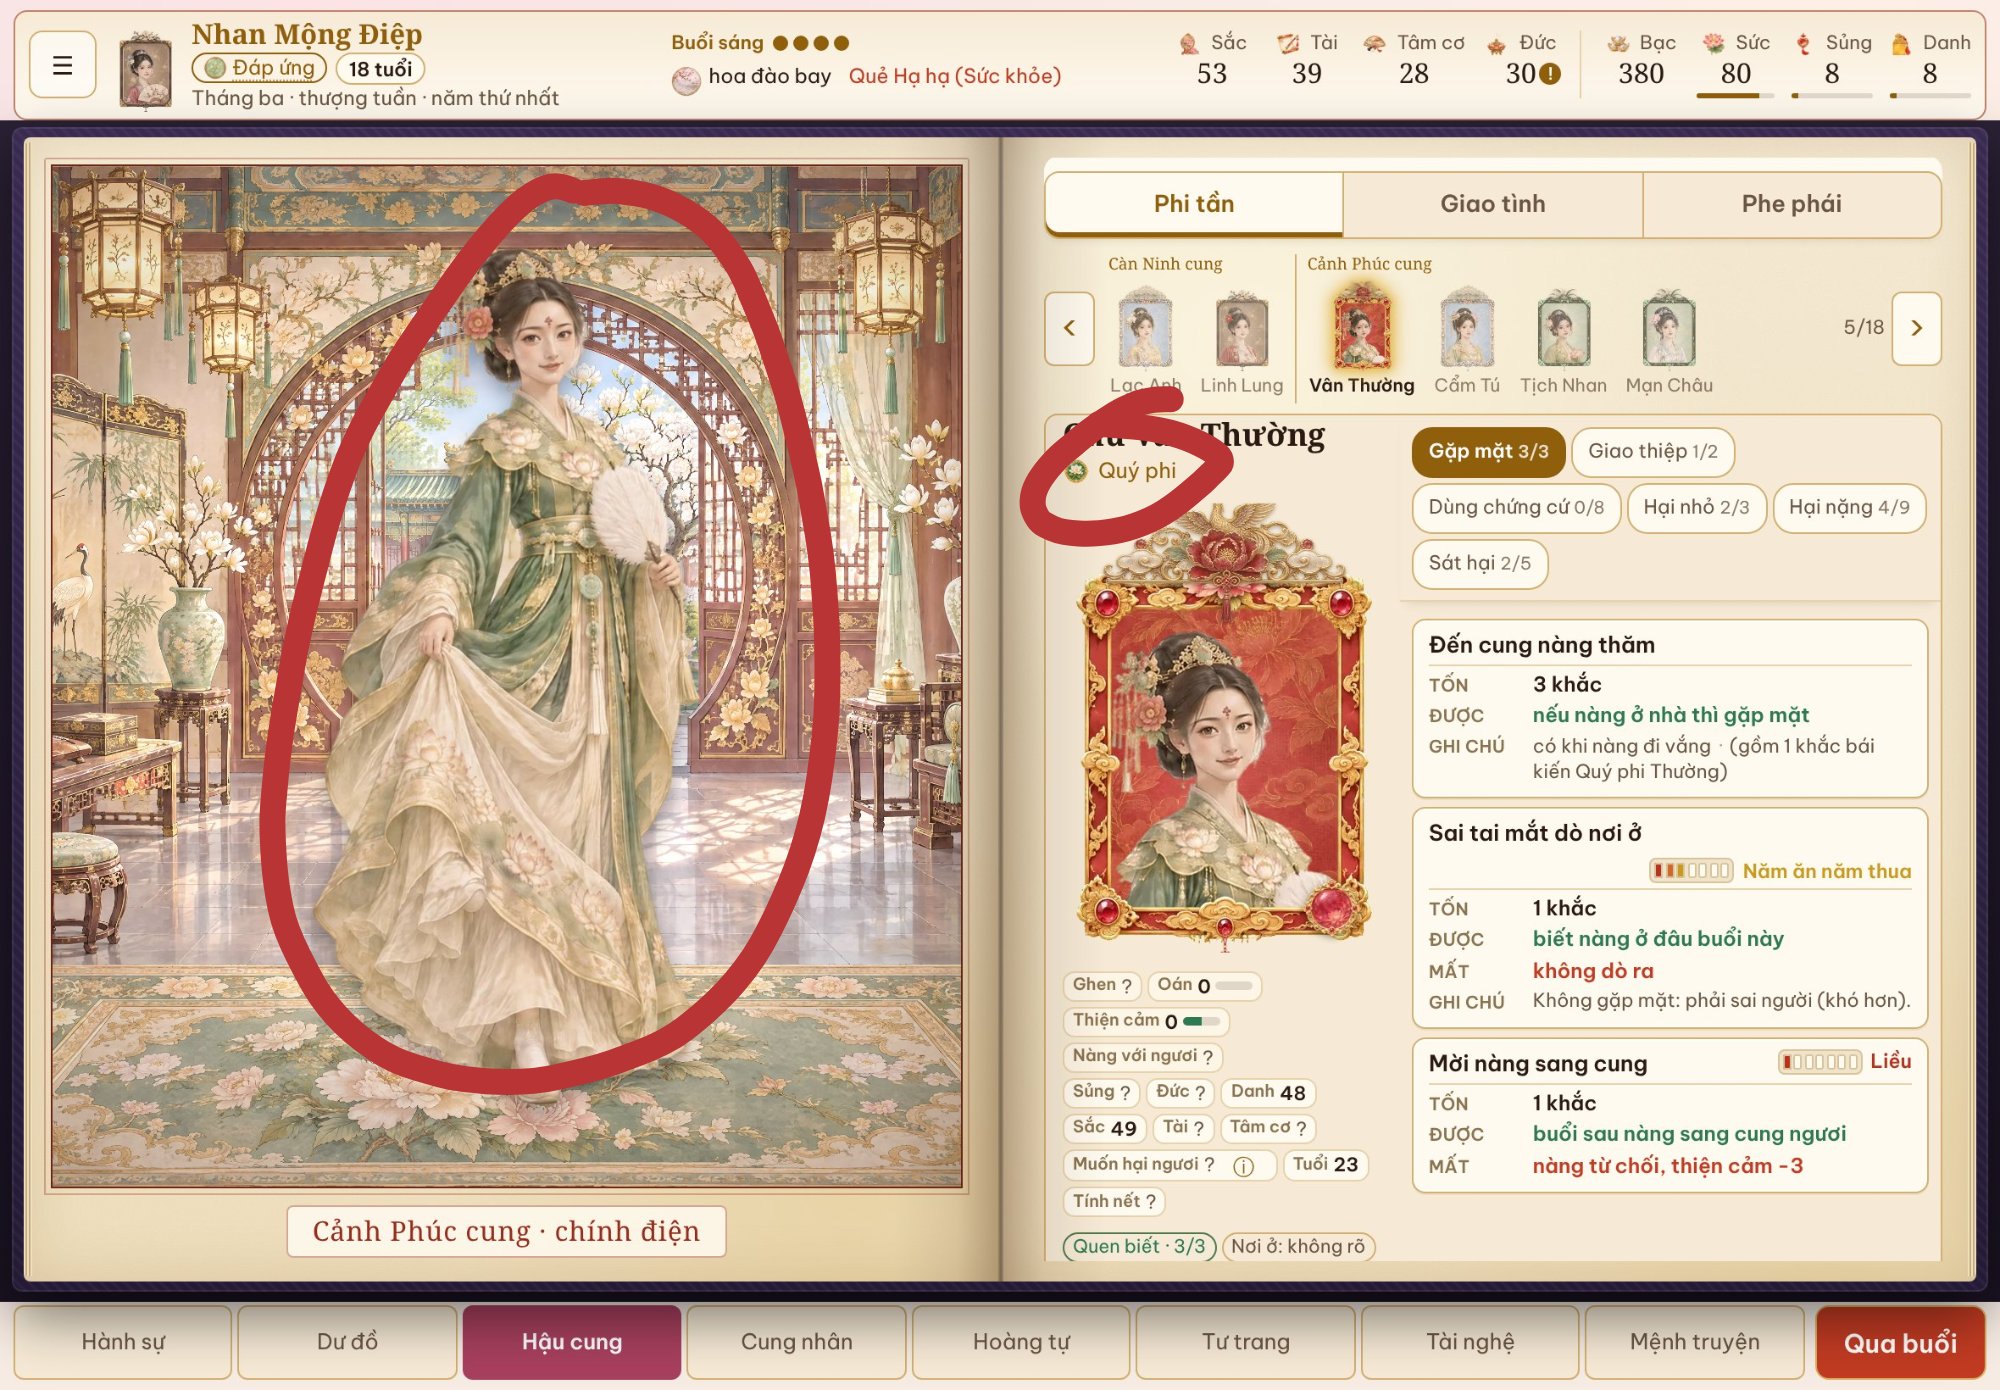 Nhan Mộng Điệp
Đáp ứng
18 tuổi
Tháng ba · thượng tuần · năm thứ nhất
Buổi sáng
hoa đào bay
Quẻ Hạ hạ (Sức khỏe)
Sắc
53
Tài
39
Tâm cơ
28
Đức
30
Bạc
380
Sức
80
Sủng
8
Danh
8
Cảnh Phúc cung · chính điện
Phi tần
Giao tình
Phe phái
Càn Ninh cung
Cảnh Phúc cung
Lạc Anh
Linh Lung
Vân Thường
Cẩm Tú
Tịch Nhan
Mạn Châu
5/18
Thường
Quý phi
Gặp mặt 3/3
Giao thiệp 1/2
Dùng chứng cứ 0/8
Hại nhỏ 2/3
Hại nặng 4/9
Sát hại 2/5
Ghen ?
Oán 0
Thiện cảm 0
Nàng với ngươi ?
Sủng ?
Đức ?
Danh 48
Sắc 49
Tài ?
Tâm cơ ?
Muốn hại ngươi ?
Tuổi 23
Tính nết ?
Quen biết · 3/3
Nơi ở: không rõ
Đến cung nàng thăm
TỐN 3 khắc
ĐƯỢC nếu nàng ở nhà thì gặp mặt
GHI CHÚ có khi nàng đi vắng · (gồm 1 khắc bái
kiến Quý phi Thường)
Sai tai mắt dò nơi ở
Năm ăn năm thua
TỐN 1 khắc
ĐƯỢC biết nàng ở đâu buổi này
MẤT không dò ra
GHI CHÚ Không gặp mặt: phải sai người (khó hơn).
Mời nàng sang cung
Liều
TỐN 1 khắc
ĐƯỢC buổi sau nàng sang cung ngươi
MẤT nàng từ chối, thiện cảm -3
Hành sự
Dư đồ
Hậu cung
Cung nhân
Hoàng tự
Tư trang
Tài nghệ
Mệnh truyện
Qua buổi